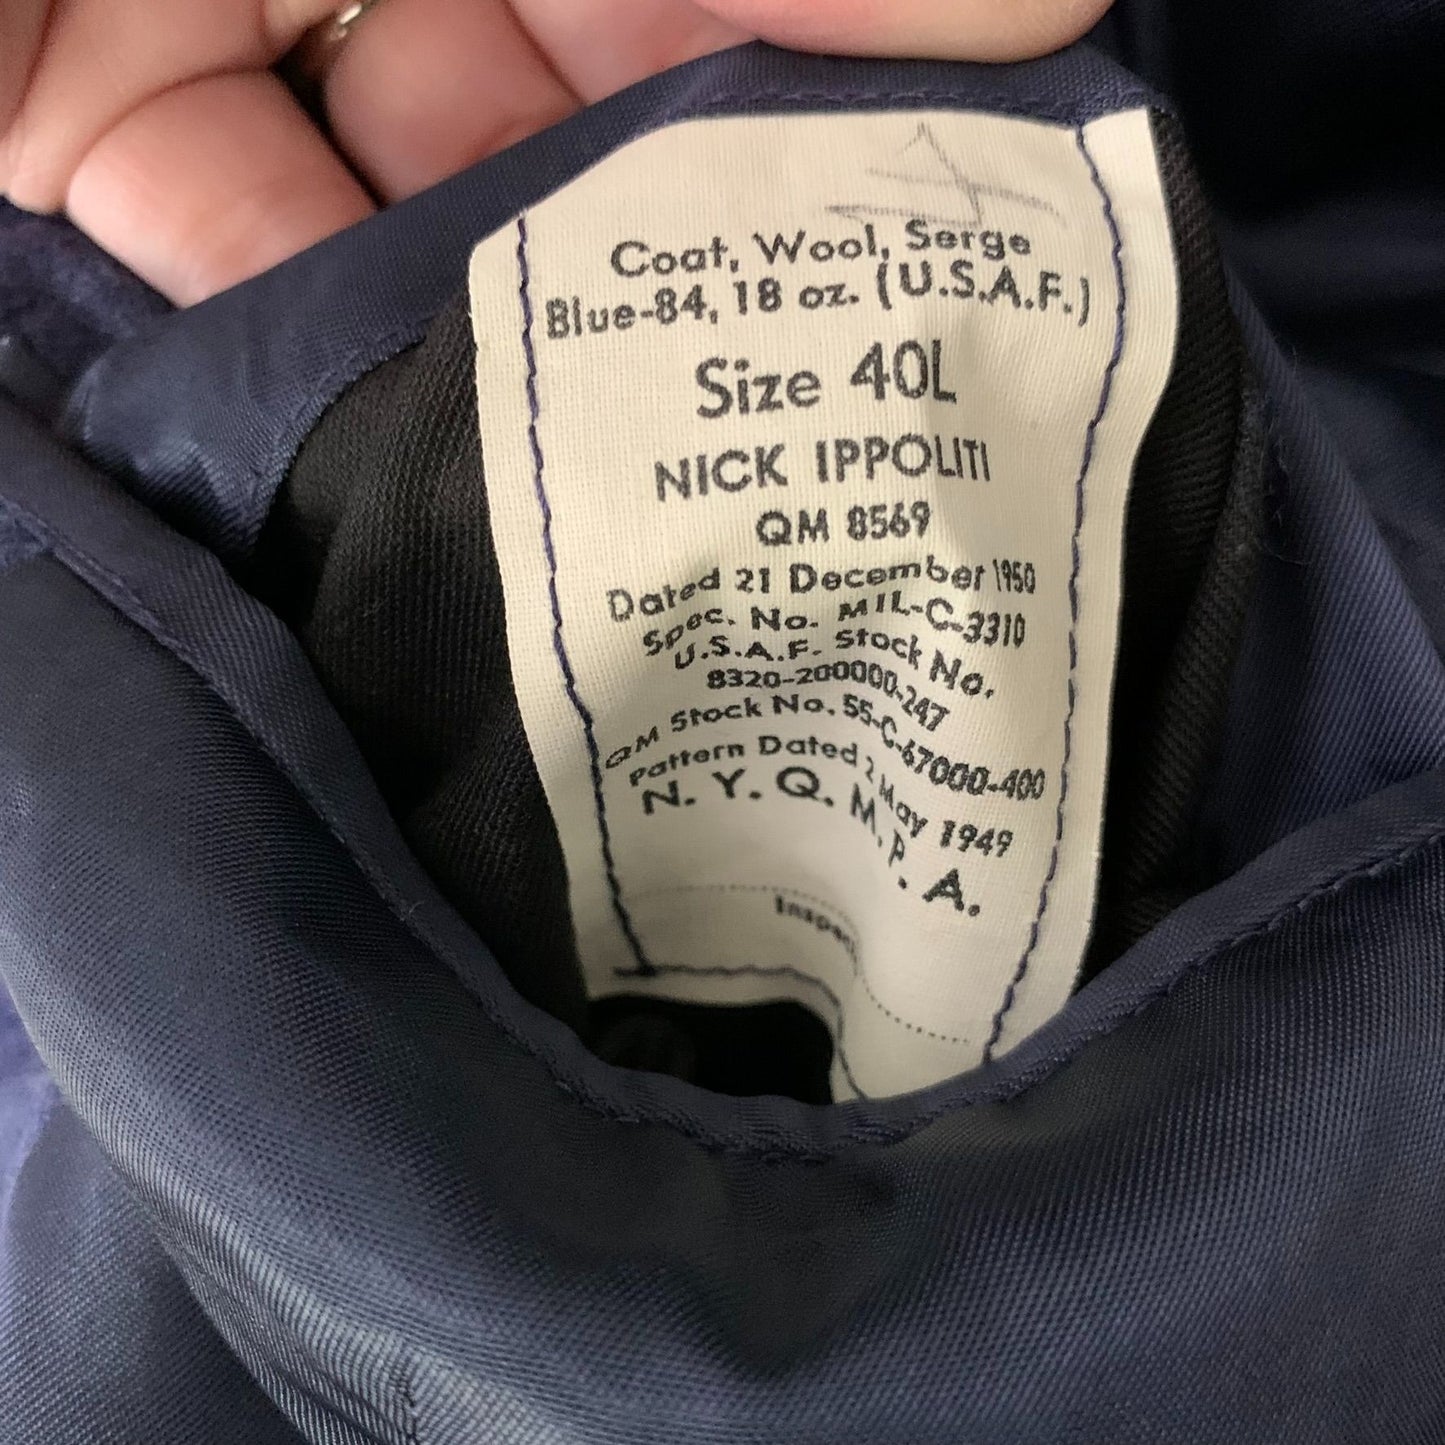 Coat, Wool, Serge
Blue-84, 18 oz. (U.S.A.F.)
Size 40L
NICK IPPOLITI
QM 8569
Dated 21 December 1950
Spec. No. MIL-C-3310
U.S.A.F. Stock No.
8320-200000-247
QM Stock No. 55-C-67000-400
Pattern Dated 2 May 1949
N. Y. Q. M. P. A.